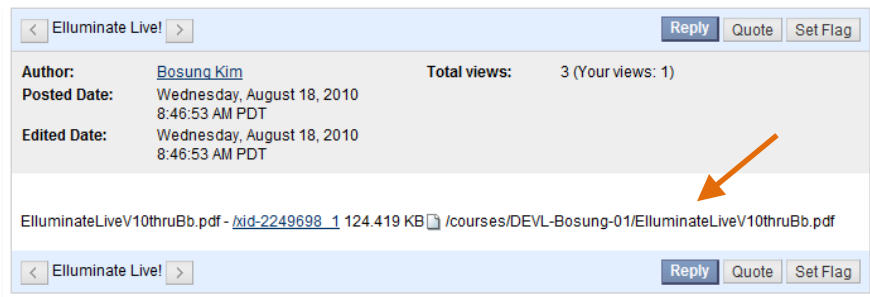 < Elluminate Live! > Reply Quote Set Flag
Author: Bosung Kim Total views: 3 (Your views: 1)
Posted Date: Wednesday, August 18, 2010
8:46:53 AM PDT
Edited Date: Wednesday, August 18, 2010
8:46:53 AM PDT
ElluminateLiveV10thruBb.pdf - /xid-2249698_1 124.419 KB /courses/DEVL-Bosung-01/ElluminateLiveV10thruBb.pdf
< Elluminate Live! > Reply Quote Set Flag